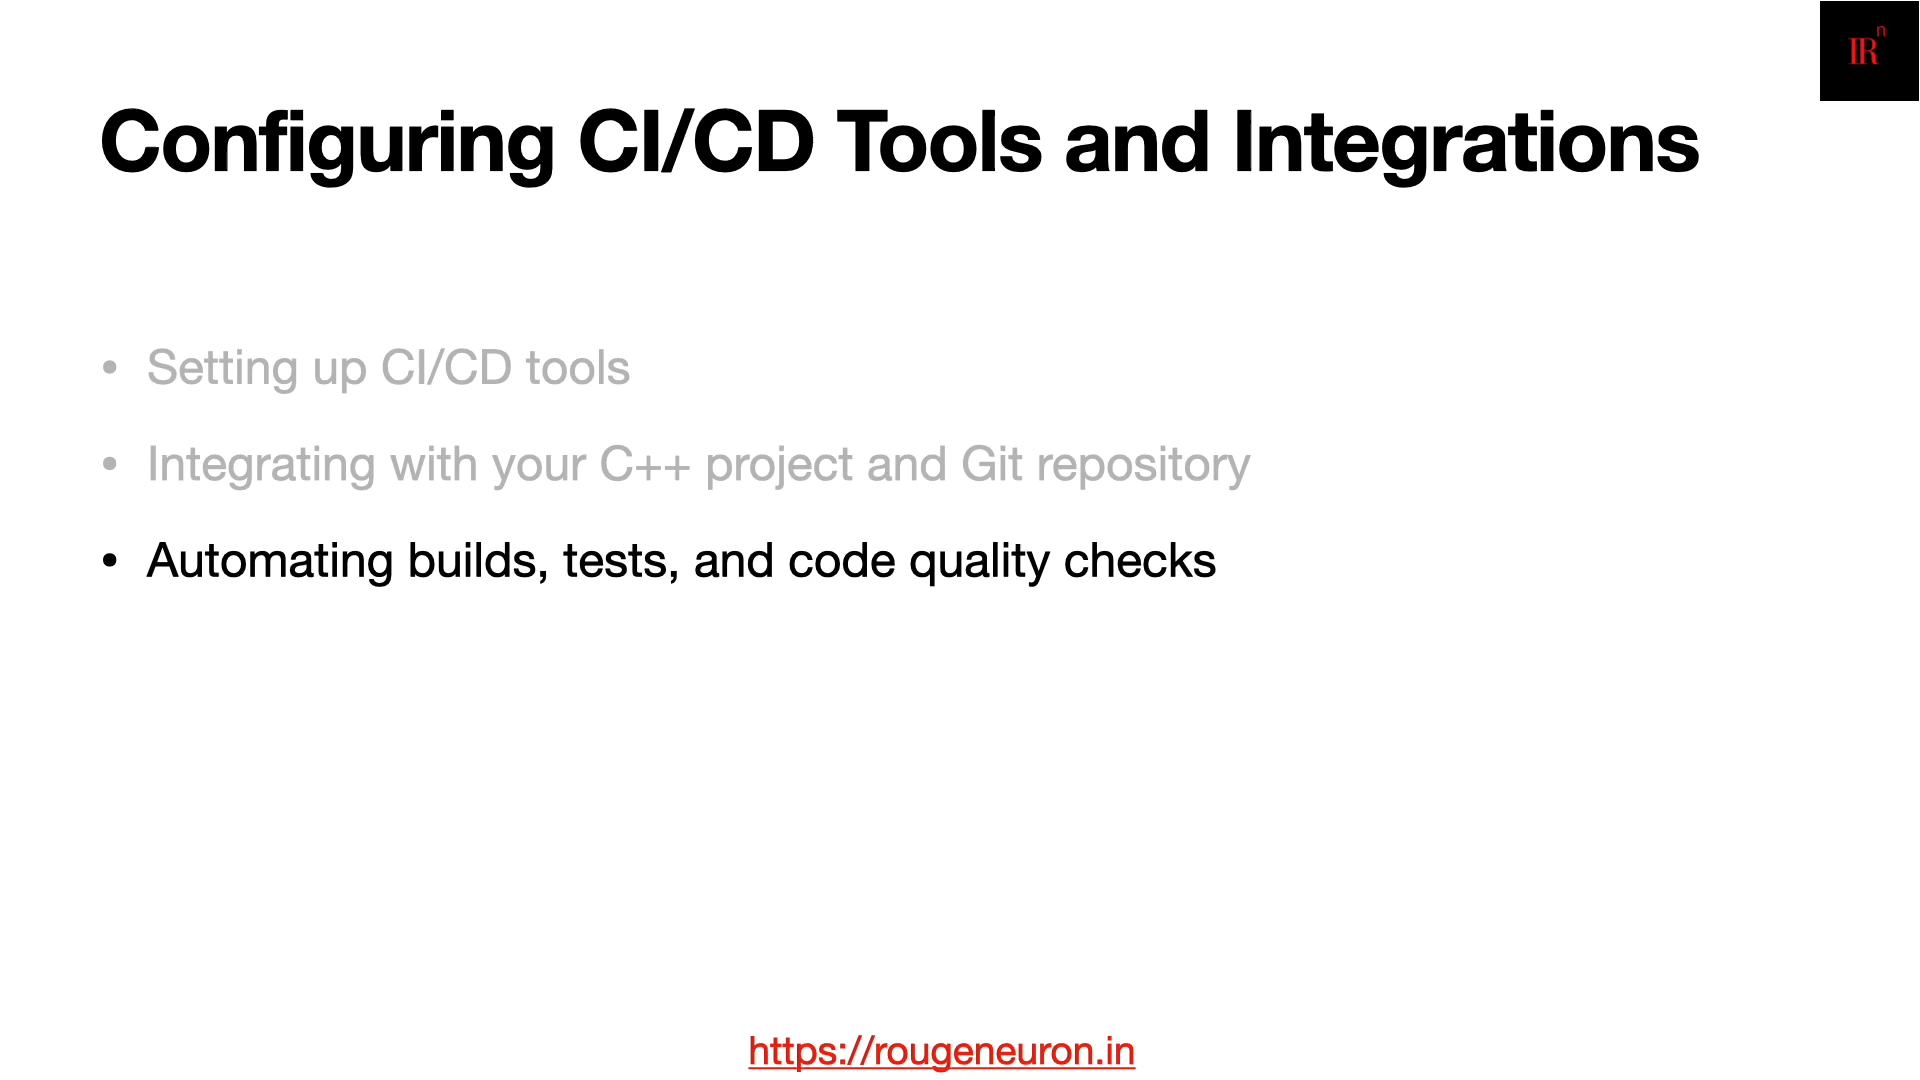 IRⁿ
Configuring CI/CD Tools and Integrations
• Setting up CI/CD tools
• Integrating with your C++ project and Git repository
• Automating builds, tests, and code quality checks
https://rougeneuron.in